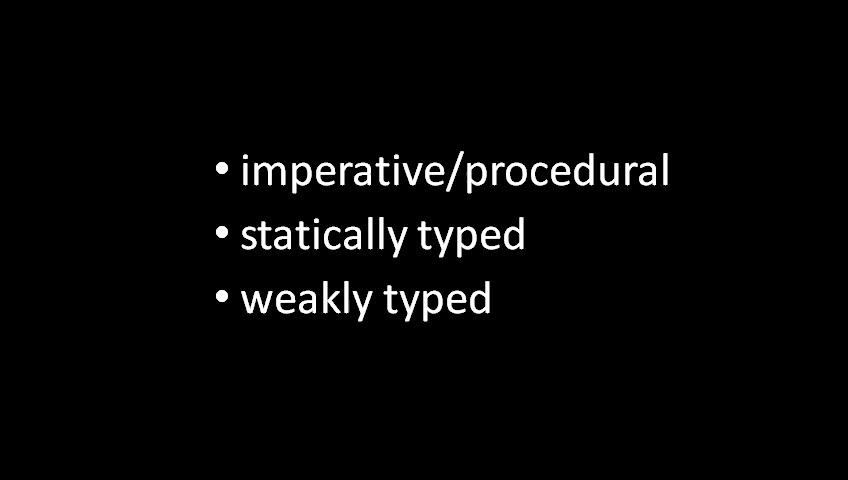 • imperative/procedural
• statically typed
• weakly typed